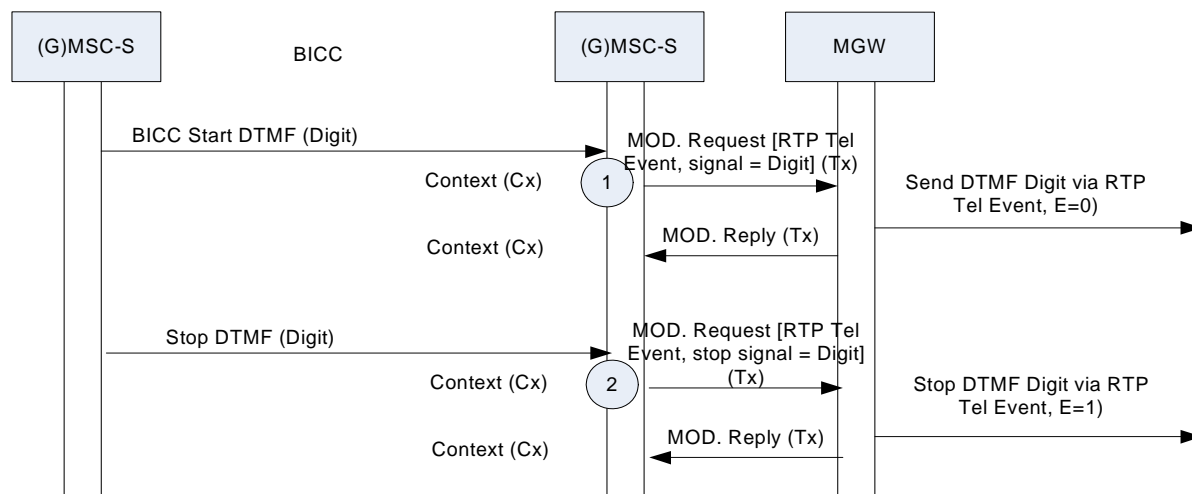 (G)MSC-S
BICC
(G)MSC-S
MGW
BICC Start DTMF (Digit)
MOD. Request [RTP Tel
Event, signal = Digit] (Tx)
Context (Cx)
1
Send DTMF Digit via RTP
Tel Event, E=0)
Context (Cx)
MOD. Reply (Tx)
Stop DTMF (Digit)
MOD. Request [RTP Tel
Event, stop signal = Digit]
(Tx)
Context (Cx)
2
Stop DTMF Digit via RTP
Tel Event, E=1)
Context (Cx)
MOD. Reply (Tx)